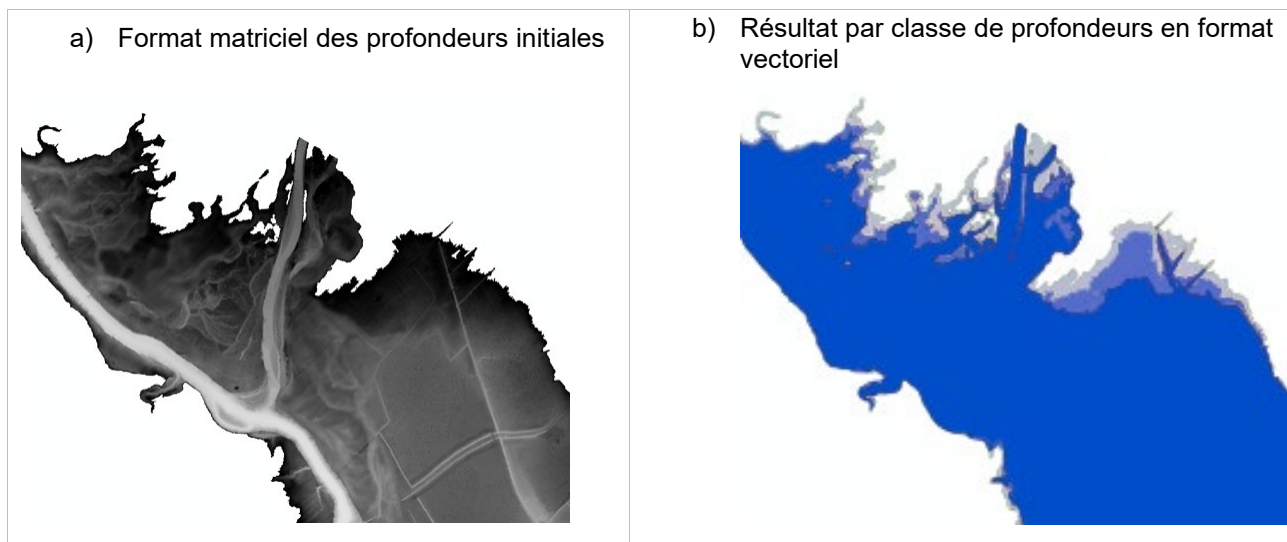 a) Format matriciel des profondeurs initiales
b) Résultat par classe de profondeurs en format
vectoriel